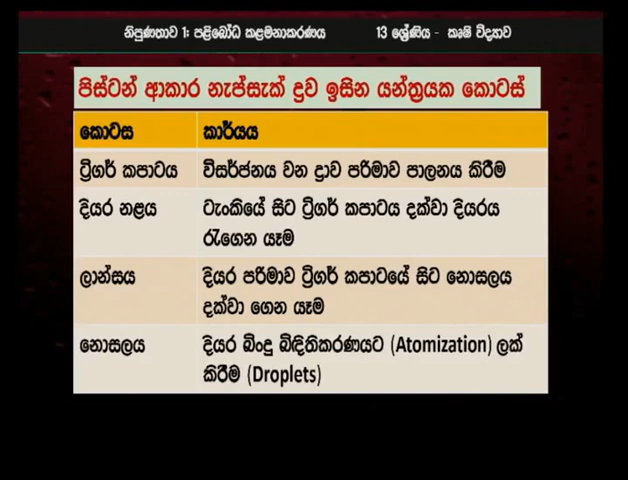 නිපුණතාව 1: පළිබෝධ කළමනාකරණය 13 ශ්‍රේණිය - කෘෂි විද්‍යාව
පිස්ටන් ආකාර නැප්සැක් ද්‍රව ඉසින යන්ත්‍රයක කොටස්
කොටස කාර්යය
ට්‍රිගර් කපාටය විසර්ජනය වන ද්‍රාව පරිමාව පාලනය කිරීම
දියර නළය ටැංකියේ සිට ට්‍රිගර් කපාටය දක්වා දියරය
රැගෙන යෑම
ලාන්සය දියර පරිමාව ට්‍රිගර් කපාටයේ සිට නොසලය
දක්වා ගෙන යෑම
නොසලය දියර බිංදු බිඳිතිකරණයට (Atomization) ලක්
කිරීම (Droplets)